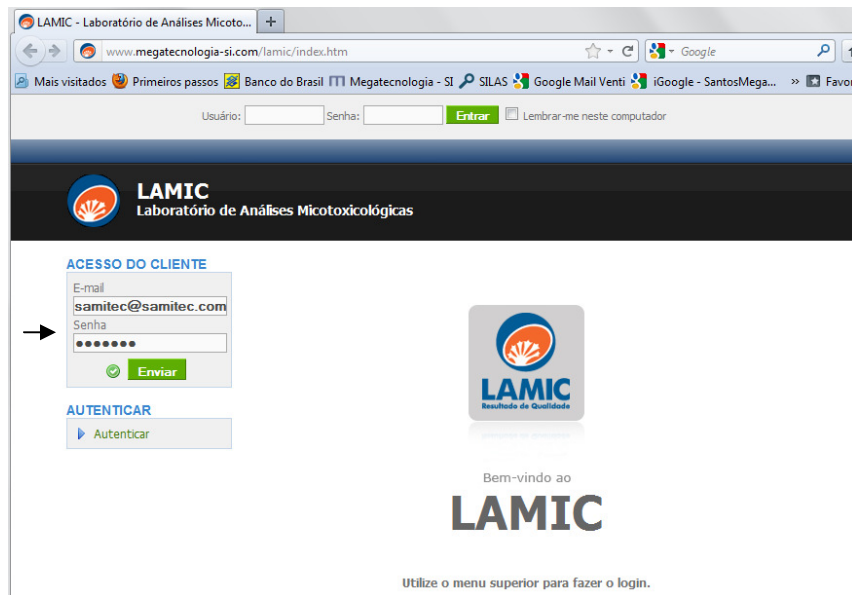 LAMIC - Laboratório de Análises Micoto...
www.megatecnologia-si.com/lamic/index.htm
Google
Mais visitados Primeiros passos Banco do Brasil Megatecnologia - SI SILAS Google Mail Venti iGoogle - SantosMega... » Favor
Usuário: Senha: Entrar Lembrar-me neste computador
LAMIC
Laboratório de Análises Micotoxicológicas
ACESSO DO CLIENTE
E-mail
samitec@samitec.com
Senha
●●●●●●●
Enviar
AUTENTICAR
Autenticar
LAMIC
Resultado de Qualidade
Bem-vindo ao
LAMIC
Utilize o menu superior para fazer o login.